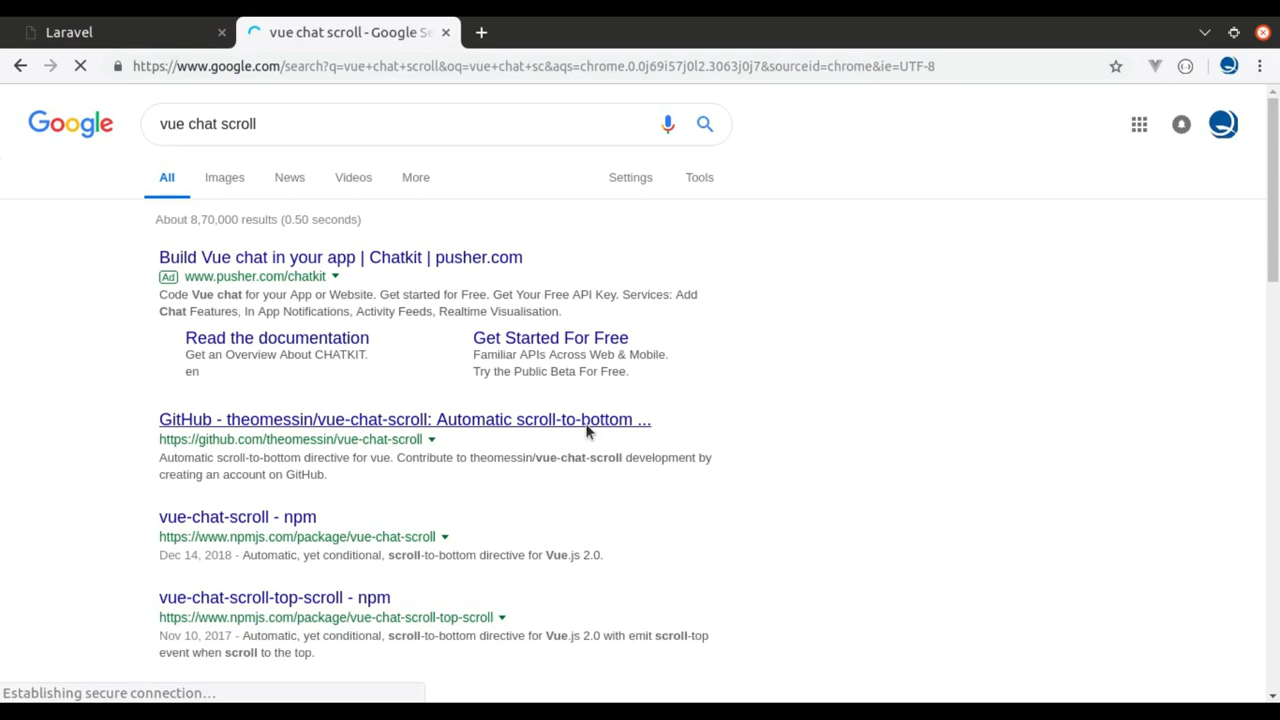 Laravel
vue chat scroll - Google Se
https://www.google.com/search?q=vue+chat+scroll&oq=vue+chat+sc&aqs=chrome.0.0j69i57j0l2.3063j0j7&sourceid=chrome&ie=UTF-8
Google
vue chat scroll
All Images News Videos More Settings Tools
About 8,70,000 results (0.50 seconds)
Build Vue chat in your app | Chatkit | pusher.com
Ad www.pusher.com/chatkit
Code Vue chat for your App or Website. Get started for Free. Get Your Free API Key. Services: Add
Chat Features, In App Notifications, Activity Feeds, Realtime Visualisation.
Read the documentation
Get an Overview About CHATKIT.
en
Get Started For Free
Familiar APIs Across Web & Mobile.
Try the Public Beta For Free.
GitHub - theomessin/vue-chat-scroll: Automatic scroll-to-bottom ...
https://github.com/theomessin/vue-chat-scroll
Automatic scroll-to-bottom directive for vue. Contribute to theomessin/vue-chat-scroll development by
creating an account on GitHub.
vue-chat-scroll - npm
https://www.npmjs.com/package/vue-chat-scroll
Dec 14, 2018 - Automatic, yet conditional, scroll-to-bottom directive for Vue.js 2.0.
vue-chat-scroll-top-scroll - npm
https://www.npmjs.com/package/vue-chat-scroll-top-scroll
Nov 10, 2017 - Automatic, yet conditional, scroll-to-bottom directive for Vue.js 2.0 with emit scroll-top
event when scroll to the top.
Establishing secure connection…